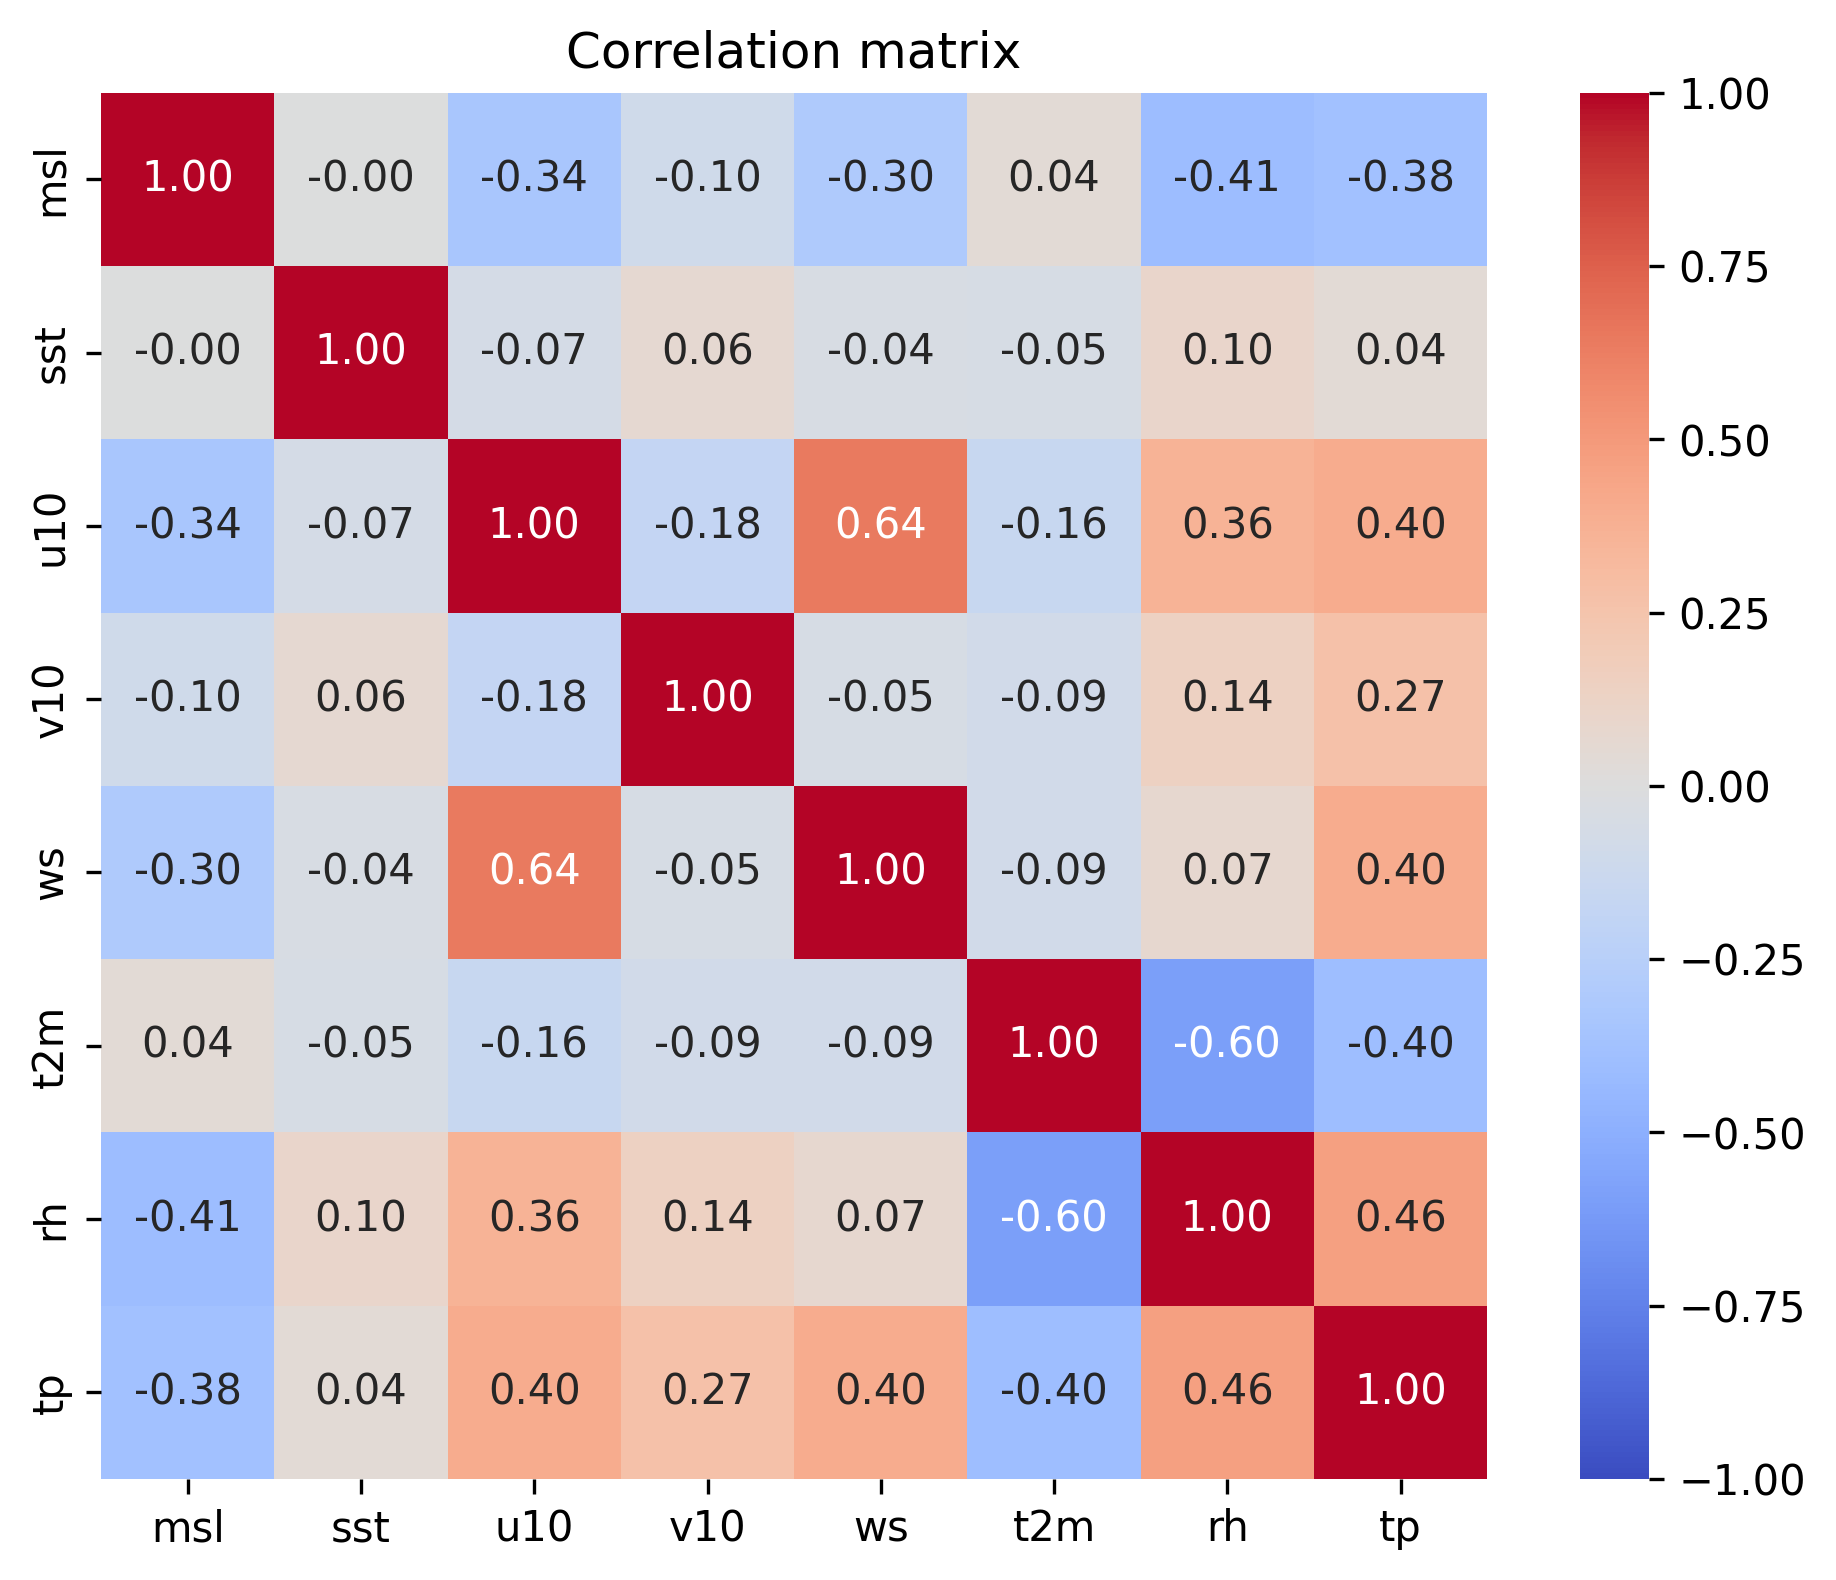 Correlation matrix
msl 1.00 -0.00 -0.34 -0.10 -0.30 0.04 -0.41 -0.38
sst -0.00 1.00 -0.07 0.06 -0.04 -0.05 0.10 0.04
u10 -0.34 -0.07 1.00 -0.18 0.64 -0.16 0.36 0.40
v10 -0.10 0.06 -0.18 1.00 -0.05 -0.09 0.14 0.27
ws -0.30 -0.04 0.64 -0.05 1.00 -0.09 0.07 0.40
t2m 0.04 -0.05 -0.16 -0.09 -0.09 1.00 -0.60 -0.40
rh -0.41 0.10 0.36 0.14 0.07 -0.60 1.00 0.46
tp -0.38 0.04 0.40 0.27 0.40 -0.40 0.46 1.00
msl sst u10 v10 ws t2m rh tp
1.00
0.75
0.50
0.25
0.00
−0.25
−0.50
−0.75
−1.00